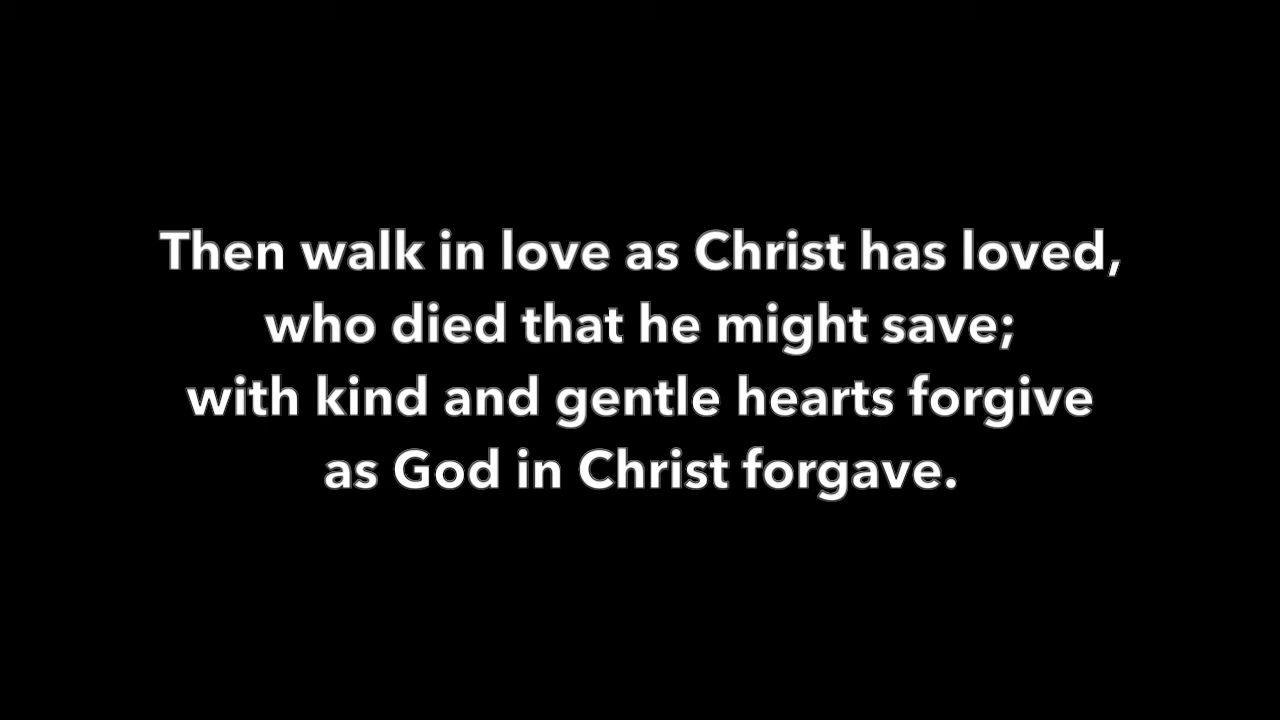 Then walk in love as Christ has loved,
who died that he might save;
with kind and gentle hearts forgive
as God in Christ forgave.